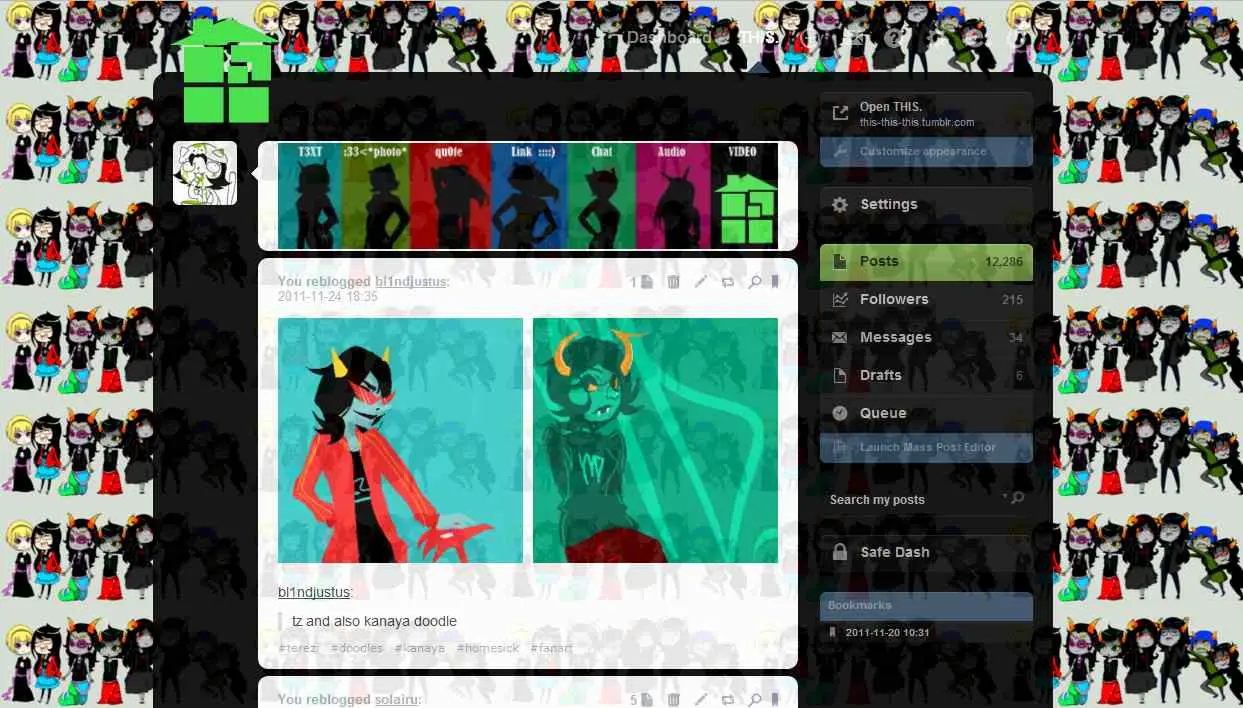 Dashboard THIS.
Open THIS.
this-this-this.tumblr.com
Customize appearance
T3XT :33<*photo* qu0te Link ::::) Chat Audio VIDEO
Settings
Posts 12,286
You reblogged bl1ndjustus: 1
2011-11-24 18:35
Followers 215
Messages 34
Drafts 6
Queue
Launch Mass Post Editor
Search my posts
Safe Dash
bl1ndjustus:
tz and also kanaya doodle
#terezi #doodles #kanaya #homesick #fanart
Bookmarks
2011-11-20 10:31
You reblogged solairu: 5